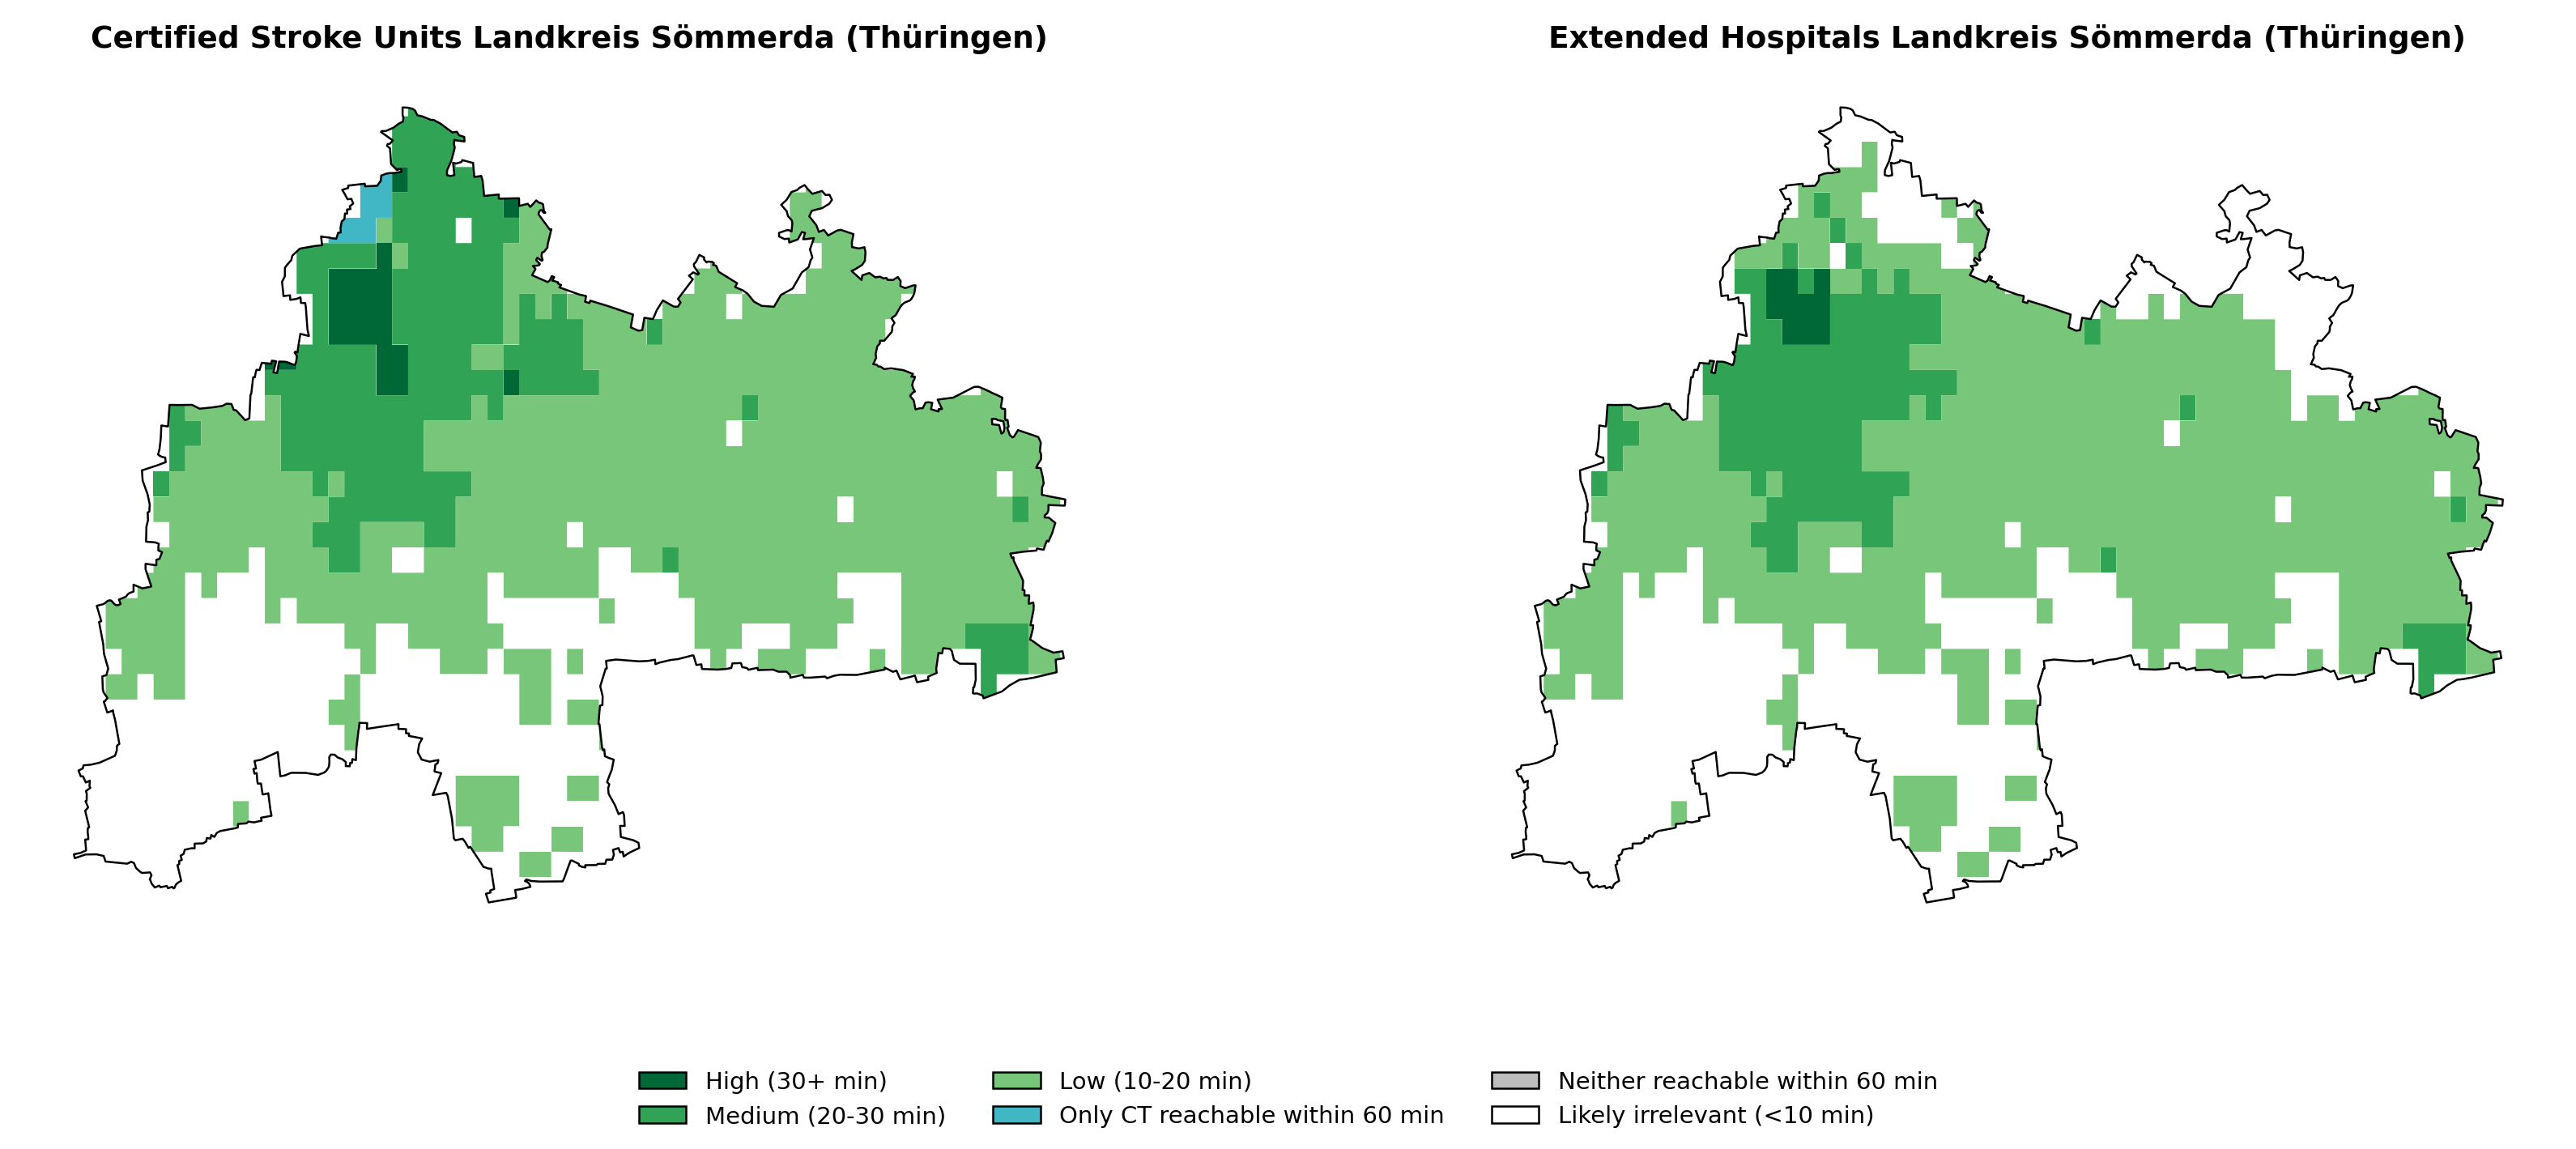 Certified Stroke Units Landkreis Sömmerda (Thüringen)
Extended Hospitals Landkreis Sömmerda (Thüringen)
High (30+ min)
Medium (20-30 min)
Low (10-20 min)
Only CT reachable within 60 min
Neither reachable within 60 min
Likely irrelevant (<10 min)